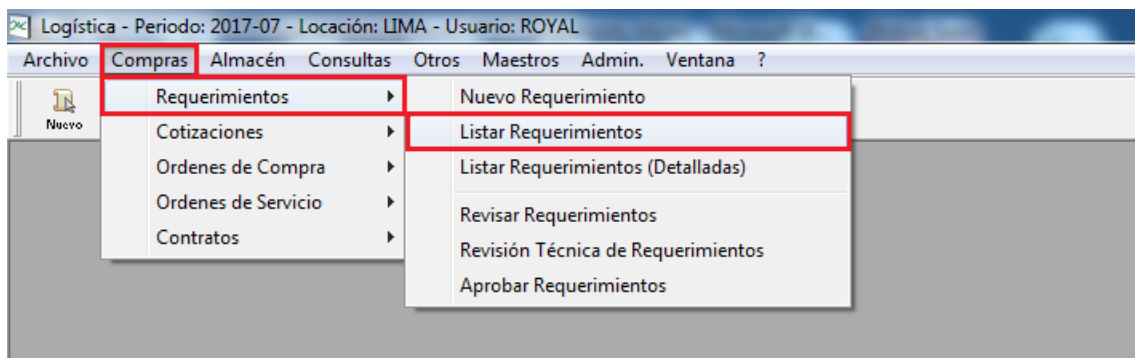 Logística - Periodo: 2017-07 - Locación: LIMA - Usuario: ROYAL
Archivo Compras Almacén Consultas Otros Maestros Admin. Ventana ?
Nuevo
Requerimientos
Cotizaciones
Ordenes de Compra
Ordenes de Servicio
Contratos
Nuevo Requerimiento
Listar Requerimientos
Listar Requerimientos (Detalladas)
Revisar Requerimientos
Revisión Técnica de Requerimientos
Aprobar Requerimientos